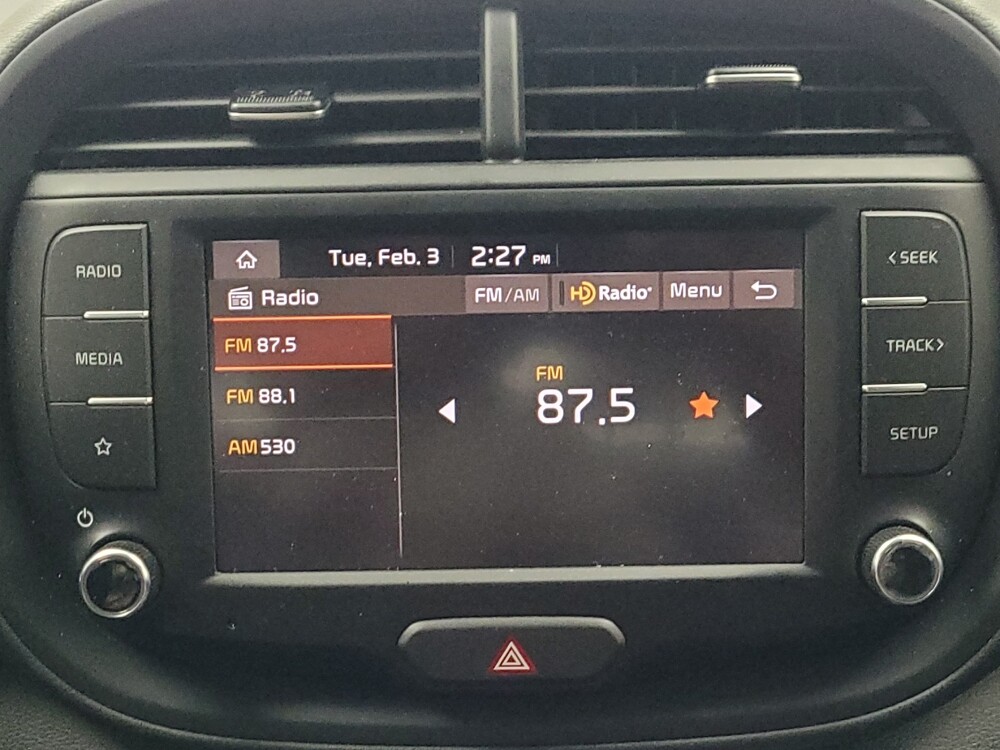 Tue, Feb. 3 2:27 PM
Radio FM/AM HD Radio Menu
RADIO
MEDIA
FM 87.5
FM 88.1
AM 530
FM
87.5
< SEEK
TRACK >
SETUP